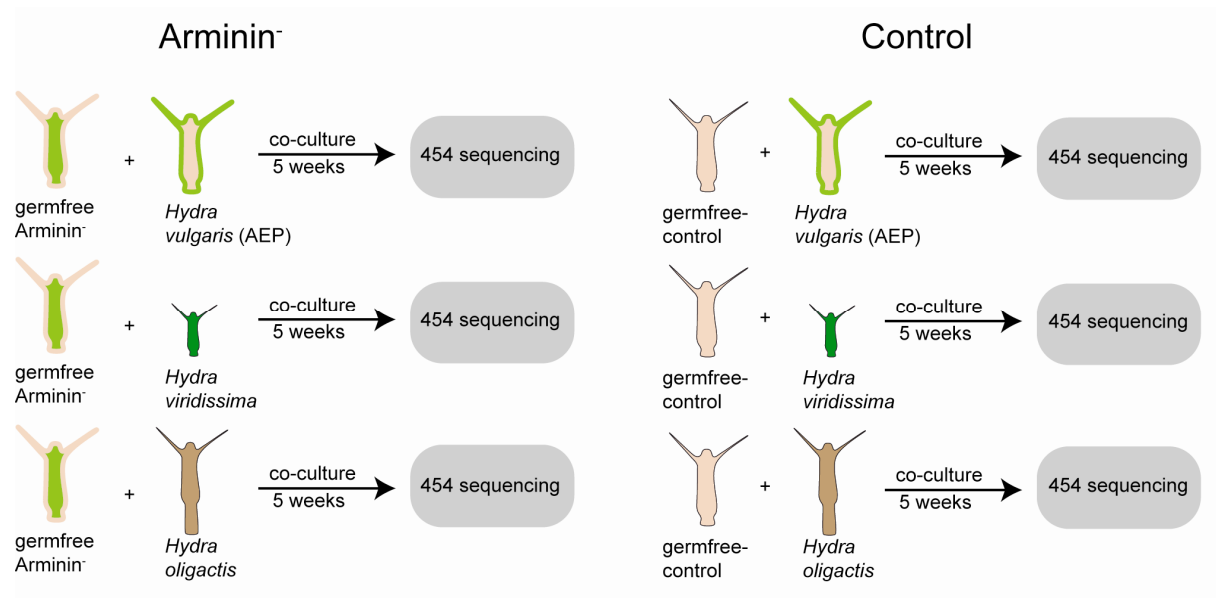 Arminin-
Control
germfree
Arminin-
+
Hydra
vulgaris (AEP)
co-culture
5 weeks
454 sequencing
germfree-
control
+
Hydra
vulgaris (AEP)
co-culture
5 weeks
454 sequencing
germfree
Arminin-
+
Hydra
viridissima
co-culture
5 weeks
454 sequencing
germfree-
control
+
Hydra
viridissima
co-culture
5 weeks
454 sequencing
germfree
Arminin-
+
Hydra
oligactis
co-culture
5 weeks
454 sequencing
germfree-
control
+
Hydra
oligactis
co-culture
5 weeks
454 sequencing